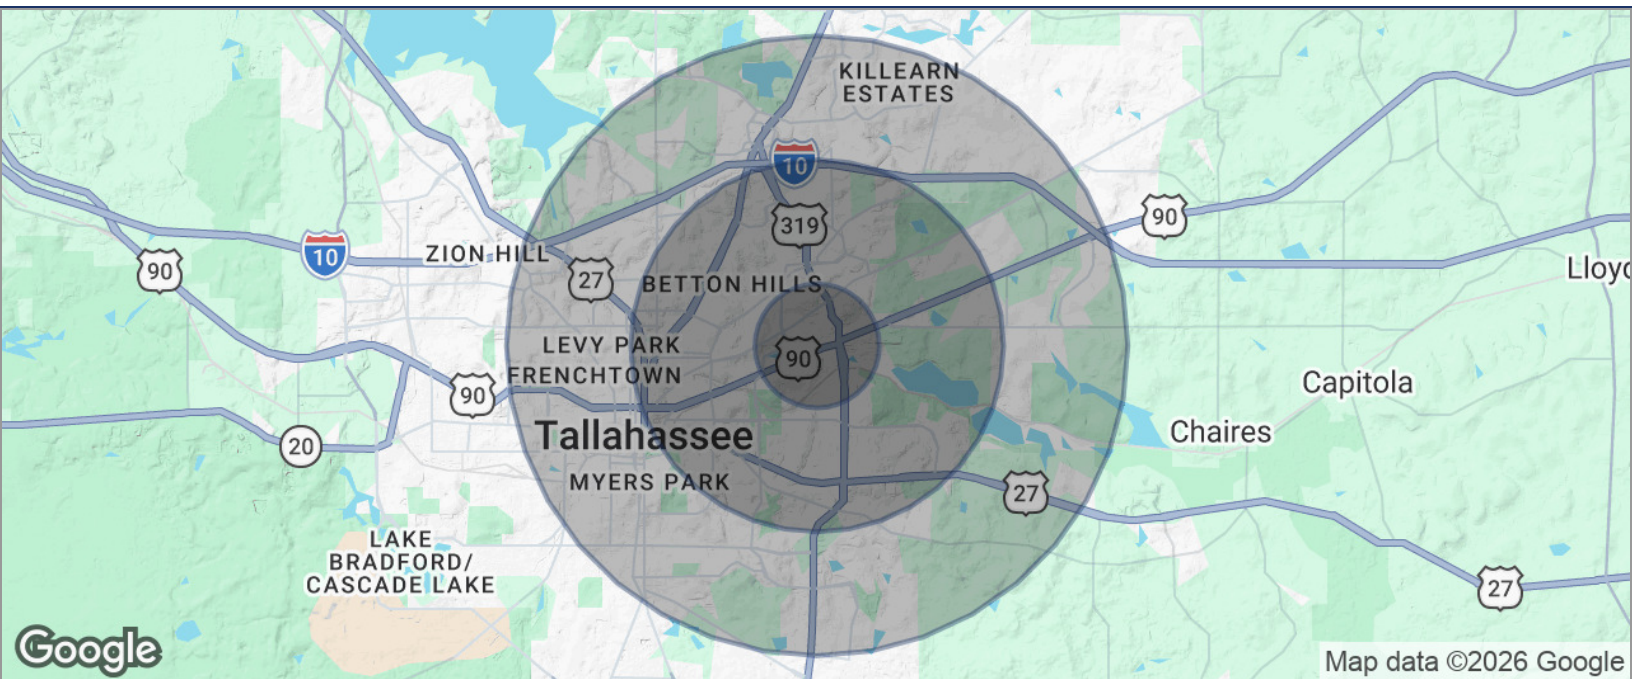 KILLEARN
ESTATES
10
90
319
10
ZION HILL
90
27
BETTON HILLS
Capitola
LEVY PARK
90
FRENCHTOWN
90
Chaires
Tallahassee
20
MYERS PARK
27
LAKE
BRADFORD/
CASCADE LAKE
27
Google
Map data ©2026 Google